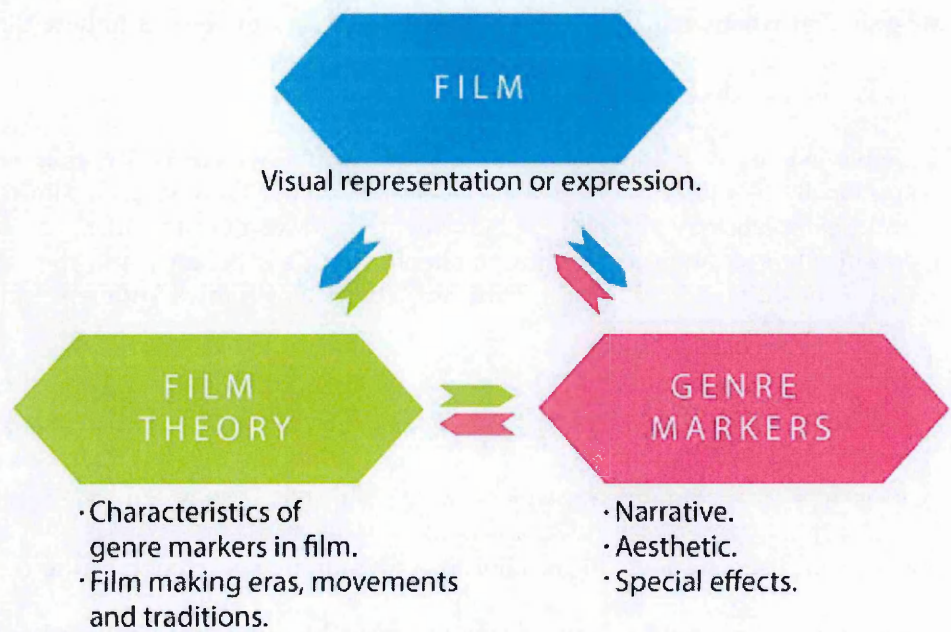 FILM
Visual representation or expression.
FILM
THEORY
· Characteristics of
genre markers in film.
· Film making eras, movements
and traditions.
GENRE
MARKERS
· Narrative.
· Aesthetic.
· Special effects.